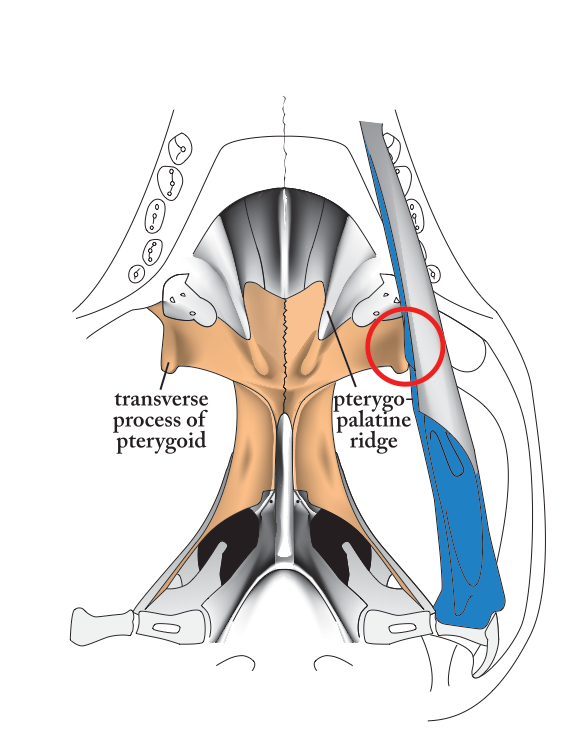 transverse
process of
pterygoid
pterygo-
palatine
ridge